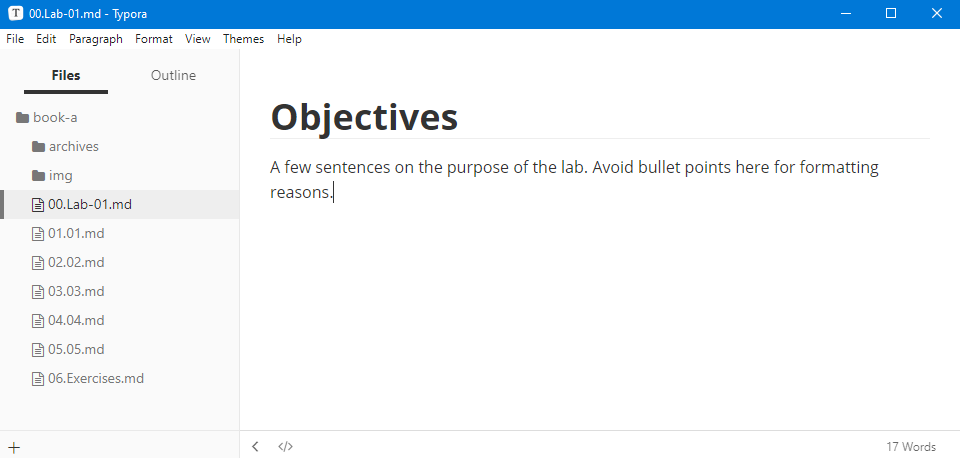 T 00.Lab-01.md - Typora
File Edit Paragraph Format View Themes Help
Files Outline
book-a
archives
img
00.Lab-01.md
01.01.md
02.02.md
03.03.md
04.04.md
05.05.md
06.Exercises.md
Objectives
A few sentences on the purpose of the lab. Avoid bullet points here for formatting
reasons.
17 Words